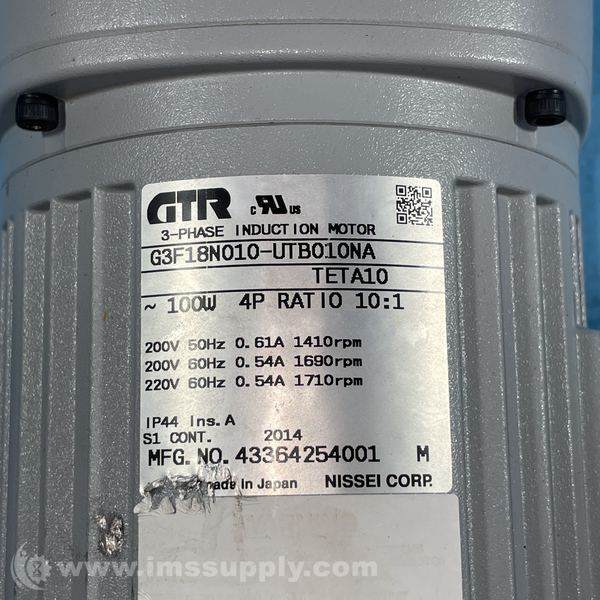 GTR c RU US
3-PHASE INDUCTION MOTOR
G3F18N010-UTB010NA
TETA10
~ 100W 4P RATIO 10:1
200V 50Hz 0.61A 1410rpm
200V 60Hz 0.54A 1690rpm
220V 60Hz 0.54A 1710rpm
IP44 Ins.A
S1 CONT. 2014
MFG.NO.43364254001 M
made in Japan NISSEI CORP.
www.imssupply.com